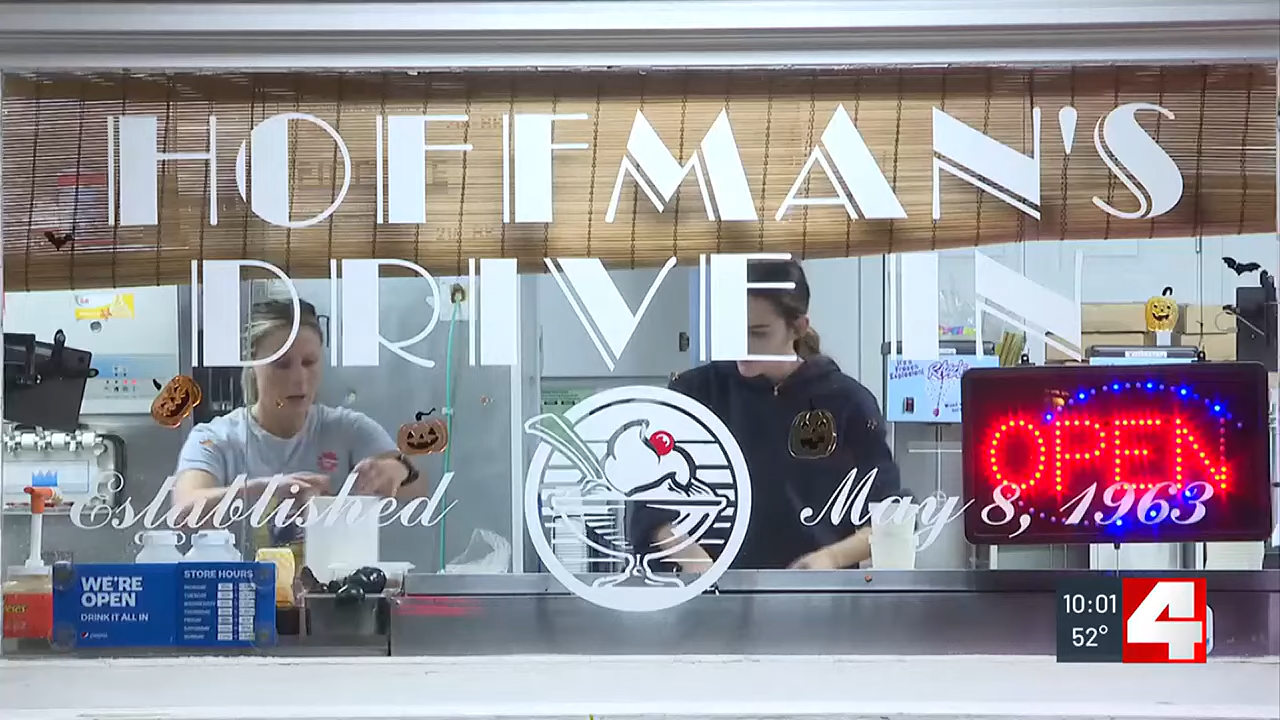 HOFFMAN'S
DRIVE IN
Established
May 8, 1963
OPEN
WE'RE
OPEN
DRINK IT ALL IN
pepsi
STORE HOURS
10:01
52°
4